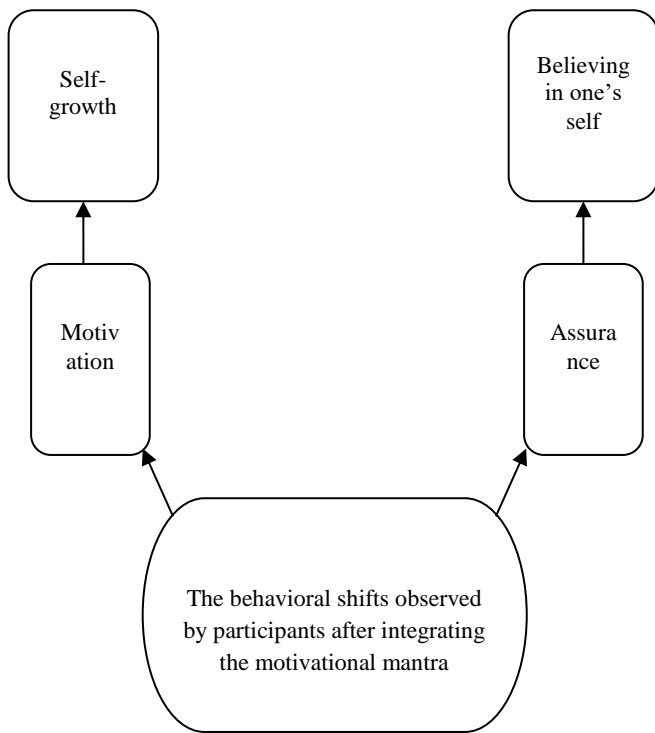 Self-
growth
Believing
in one's
self
Motiv
ation
Assura
nce
The behavioral shifts observed
by participants after integrating
the motivational mantra